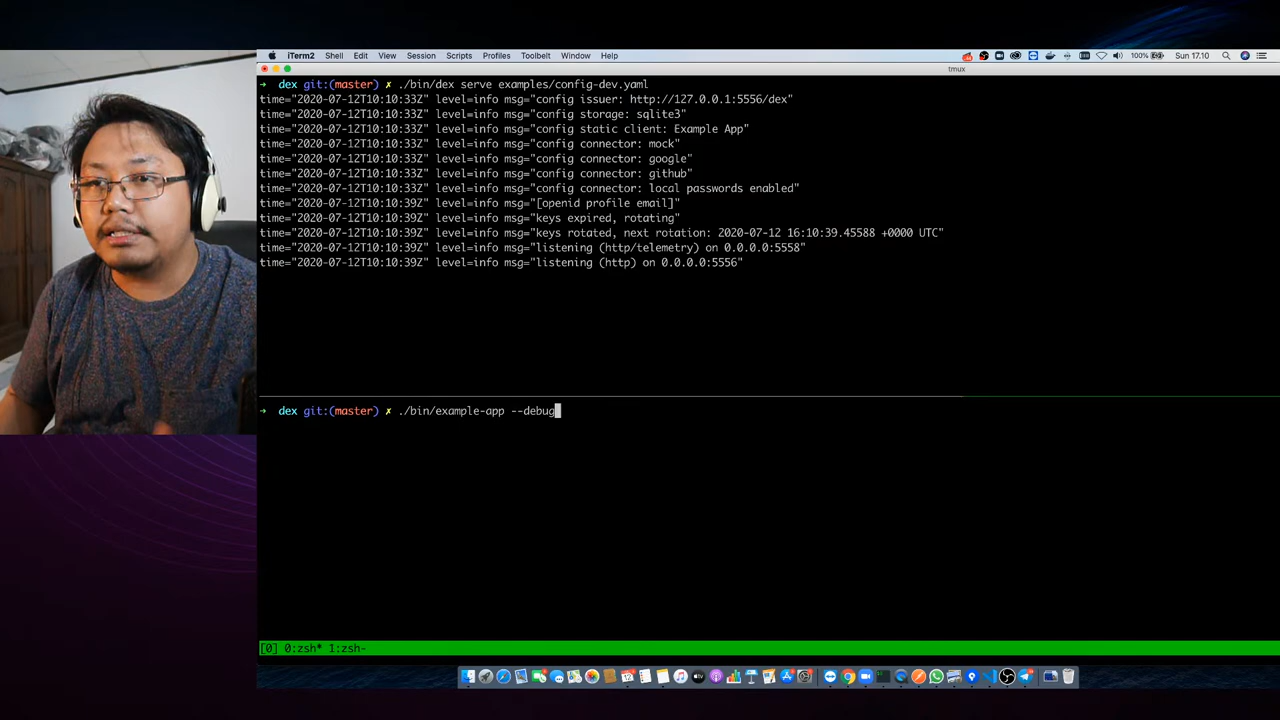 iTerm2 Shell Edit View Session Scripts Profiles Toolbelt Window Help 100% Sun 17.10
tmux
→ dex git:(master) ✗ ./bin/dex serve examples/config-dev.yaml
time="2020-07-12T10:10:33Z" level=info msg="config issuer: http://127.0.0.1:5556/dex"
time="2020-07-12T10:10:33Z" level=info msg="config storage: sqlite3"
time="2020-07-12T10:10:33Z" level=info msg="config static client: Example App"
time="2020-07-12T10:10:33Z" level=info msg="config connector: mock"
time="2020-07-12T10:10:33Z" level=info msg="config connector: google"
time="2020-07-12T10:10:33Z" level=info msg="config connector: github"
time="2020-07-12T10:10:33Z" level=info msg="config connector: local passwords enabled"
time="2020-07-12T10:10:39Z" level=info msg="[openid profile email]"
time="2020-07-12T10:10:39Z" level=info msg="keys expired, rotating"
time="2020-07-12T10:10:39Z" level=info msg="keys rotated, next rotation: 2020-07-12 16:10:39.45588 +0000 UTC"
time="2020-07-12T10:10:39Z" level=info msg="listening (http/telemetry) on 0.0.0.0:5558"
time="2020-07-12T10:10:39Z" level=info msg="listening (http) on 0.0.0.0:5556"
→ dex git:(master) ✗ ./bin/example-app --debug
[0] 0:zsh* 1:zsh-